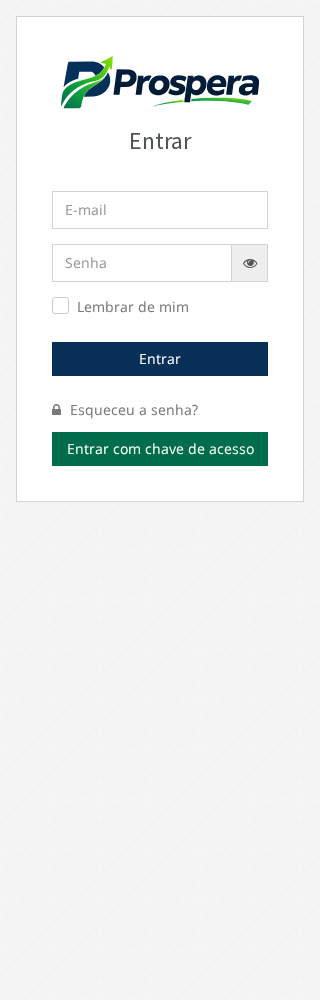 Prospera
Entrar
E-mail
Senha
Lembrar de mim
Entrar
Esqueceu a senha?
Entrar com chave de acesso